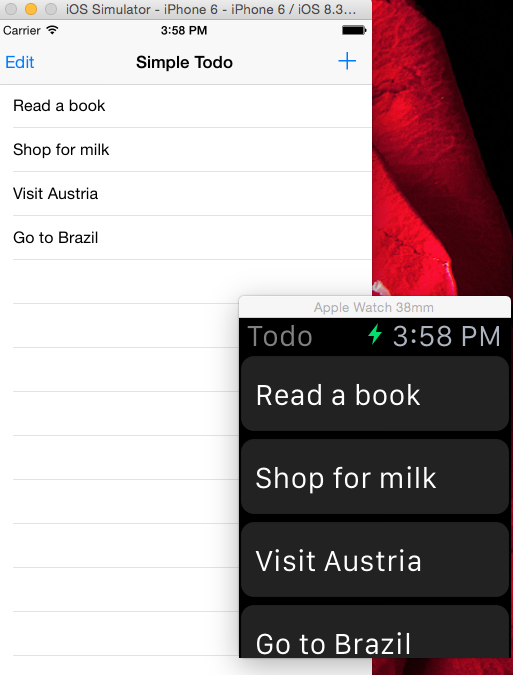 iOS Simulator - iPhone 6 - iPhone 6 / iOS 8.3...
Carrier 3:58 PM
Edit Simple Todo +
Read a book
Shop for milk
Visit Austria
Go to Brazil
Apple Watch 38mm
Todo 3:58 PM
Read a book
Shop for milk
Visit Austria
Go to Brazil